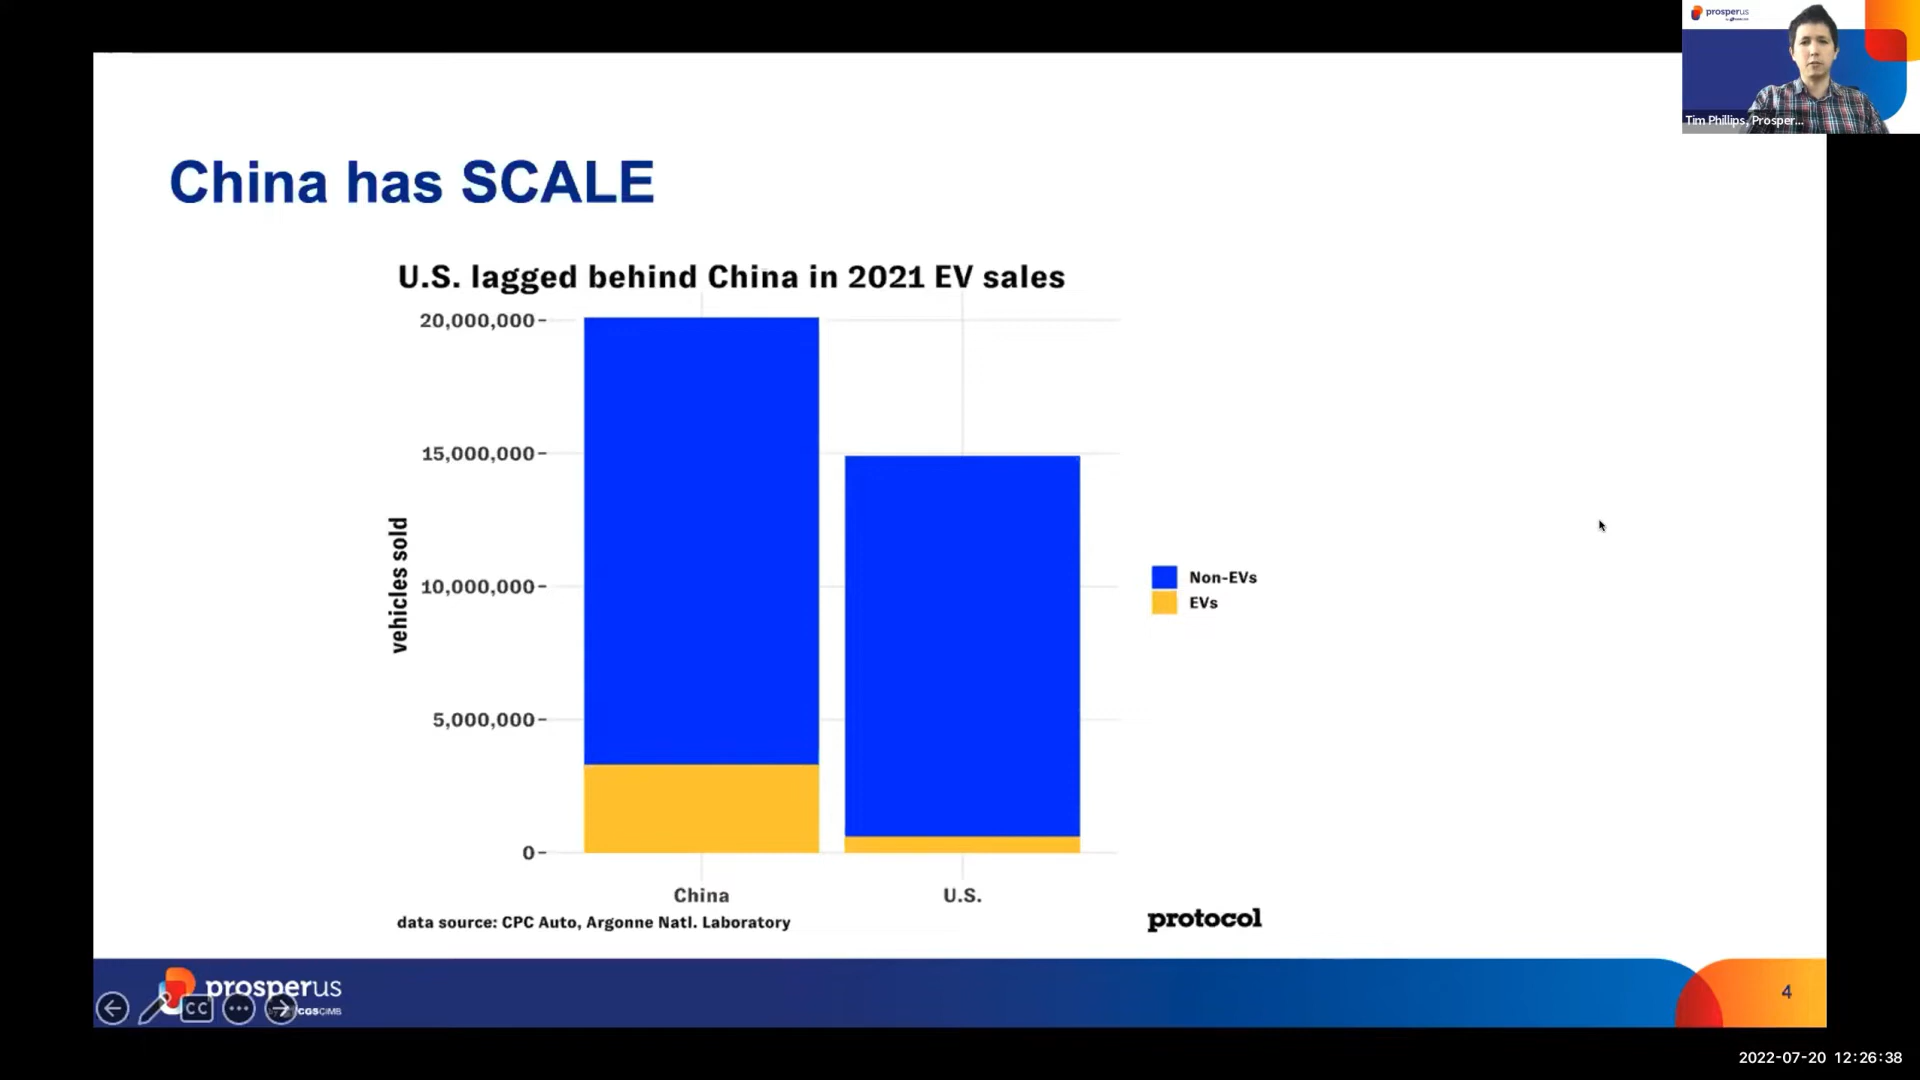 prosperus
Tim Phillips, Prosper...
China has SCALE
U.S. lagged behind China in 2021 EV sales
20,000,000
15,000,000
10,000,000
5,000,000
0
vehicles sold
Non-EVs
EVs
China
U.S.
data source: CPC Auto, Argonne Natl. Laboratory
protocol
prosperus
CGS CIMB
CC
4
2022-07-20 12:26:38